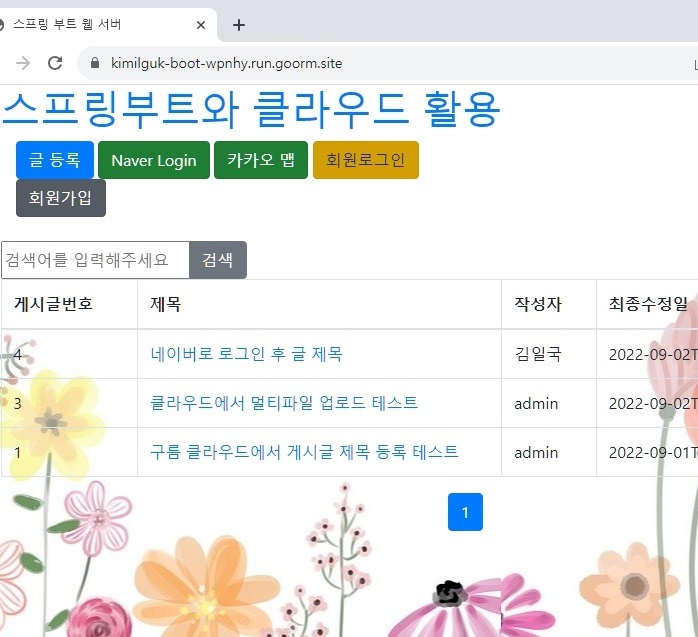 스프링 부트 웹 서버
kimilguk-boot-wpnhy.run.goorm.site
스프링부트와 클라우드 활용
글 등록 Naver Login 카카오 맵 회원로그인
회원가입
검색어를 입력해주세요 검색
게시글번호 제목 작성자 최종수정일
4 네이버로 로그인 후 글 제목 김일국 2022-09-02T
3 클라우드에서 멀티파일 업로드 테스트 admin 2022-09-02T
1 구름 클라우드에서 게시글 제목 등록 테스트 admin 2022-09-01T
1